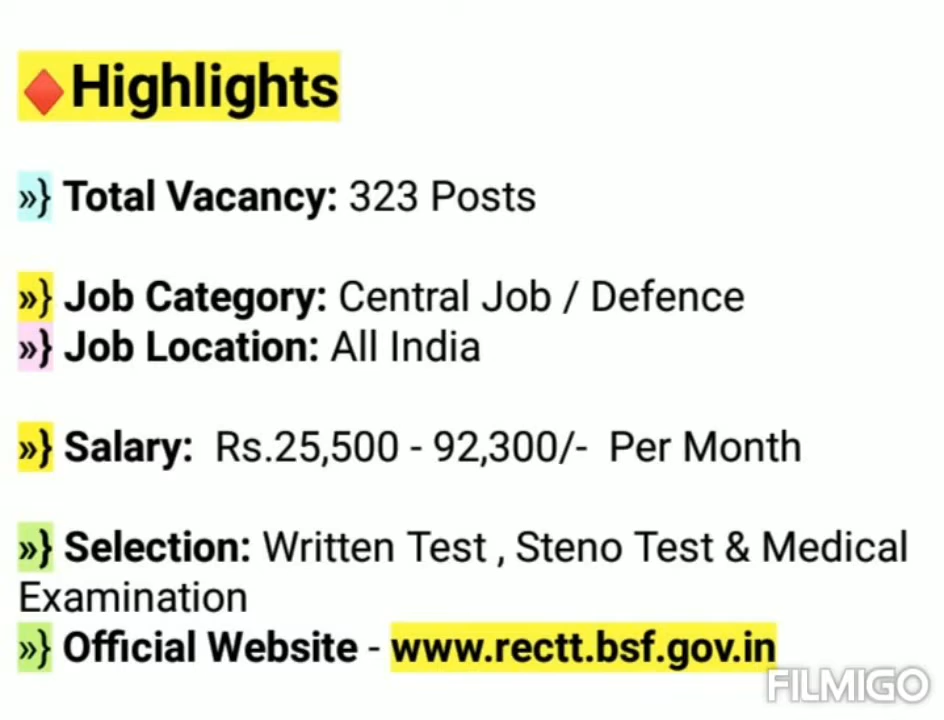 ♦Highlights
»} Total Vacancy: 323 Posts
»} Job Category: Central Job / Defence
»} Job Location: All India
»} Salary:  Rs.25,500 - 92,300/-  Per Month
»} Selection: Written Test , Steno Test & Medical
Examination
»} Official Website - www.rectt.bsf.gov.in
FILMIGO